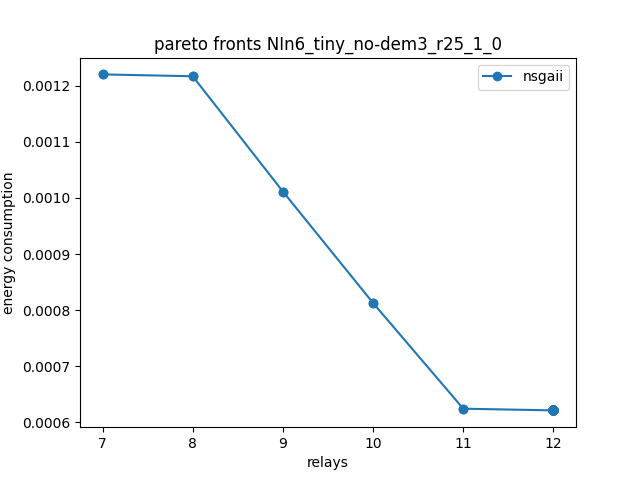 pareto fronts NIn6_tiny_no-dem3_r25_1_0
nsgaii
energy consumption
0.0012
0.0011
0.0010
0.0009
0.0008
0.0007
0.0006
7 8 9 10 11 12
relays